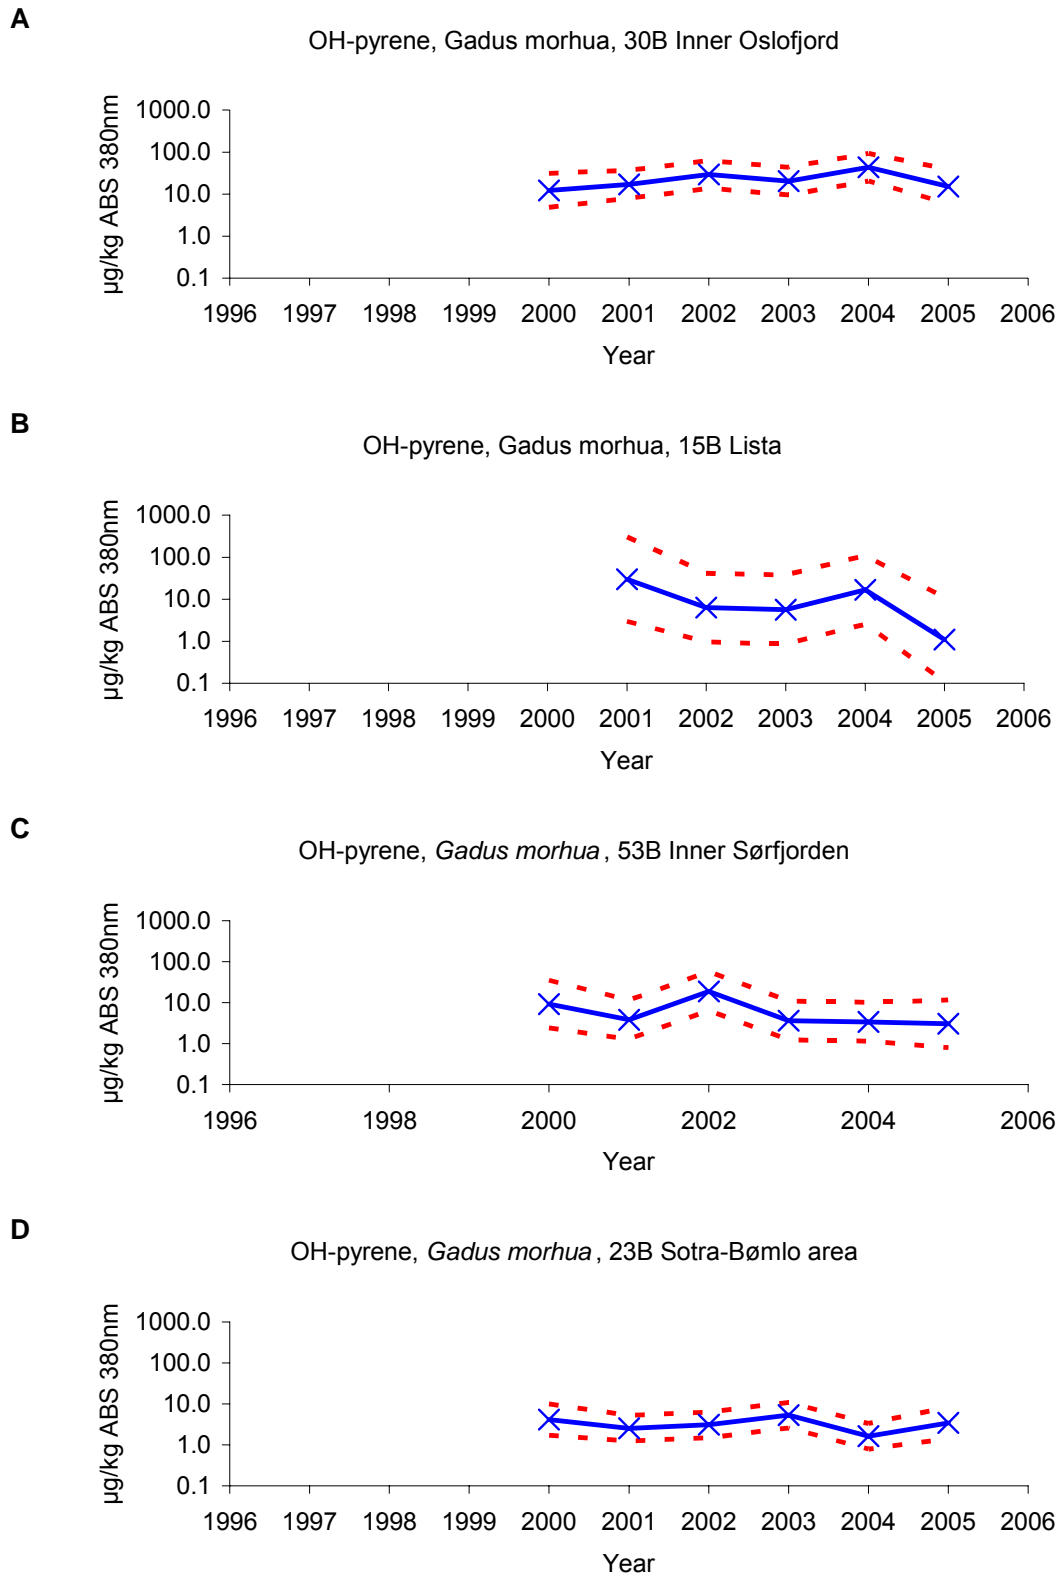 A
OH-pyrene, Gadus morhua, 30B Inner Oslofjord
µg/kg ABS 380nm
1000.0
100.0
10.0
1.0
0.1
1996 1997 1998 1999 2000 2001 2002 2003 2004 2005 2006
Year
B
OH-pyrene, Gadus morhua, 15B Lista
µg/kg ABS 380nm
1000.0
100.0
10.0
1.0
0.1
1996 1997 1998 1999 2000 2001 2002 2003 2004 2005 2006
Year
C
OH-pyrene, Gadus morhua , 53B Inner Sørfjorden
µg/kg ABS 380nm
1000.0
100.0
10.0
1.0
0.1
1996 1998 2000 2002 2004 2006
Year
D
OH-pyrene, Gadus morhua , 23B Sotra-Bømlo area
µg/kg ABS 380nm
1000.0
100.0
10.0
1.0
0.1
1996 1997 1998 1999 2000 2001 2002 2003 2004 2005 2006
Year